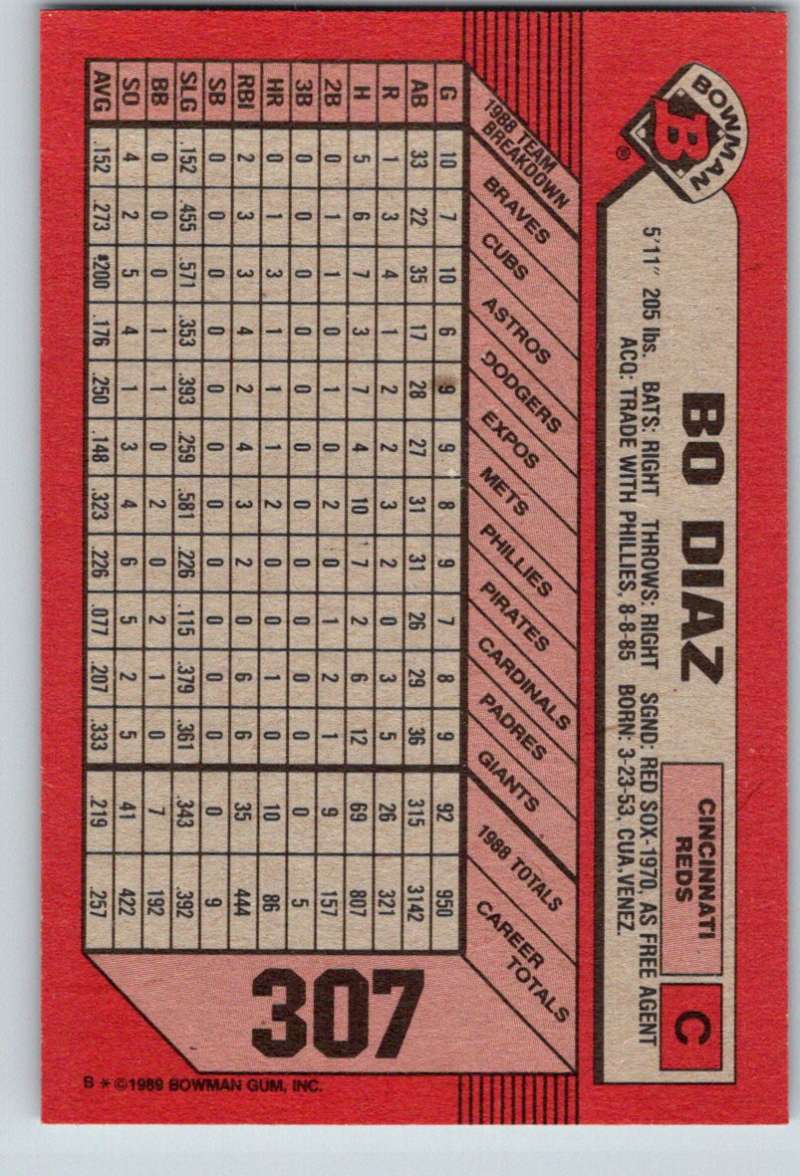 BOWMAN
B
®
BO DIAZ
CINCINNATI
REDS
C
5'11" 205 lbs. BATS: RIGHT THROWS: RIGHT SGND: RED SOX-1970, AS FREE AGENT
ACQ: TRADE WITH PHILLIES, 8-8-85 BORN: 3-23-53, CUA,VENEZ.
1988 TEAM
BREAKDOWN
BRAVES
CUBS
ASTROS
DODGERS
EXPOS
METS
PHILLIES
PIRATES
CARDINALS
PADRES
GIANTS
1988 TOTALS
CAREER
TOTALS
G 10 7 10 6 9 9 8 9 7 8 9 92 950
AB 33 22 35 17 28 27 31 31 26 29 36 315 3142
R 1 3 4 1 2 2 3 2 0 3 5 26 321
H 5 6 7 3 7 4 10 7 2 6 12 69 807
2B 0 1 1 0 1 0 2 0 1 2 1 9 157
3B 0 0 0 0 0 0 0 0 0 0 0 0 5
HR 0 1 3 1 1 1 2 0 0 1 0 10 86
RBI 2 3 3 4 2 4 3 2 0 6 6 35 444
SB 0 0 0 0 0 0 0 0 0 0 0 0 9
SLG .152 .455 .571 .353 .393 .259 .581 .226 .115 .379 .361 .343 .392
BB 0 0 0 1 1 0 2 0 2 1 0 7 192
SO 4 2 5 4 1 3 4 6 5 2 5 41 422
AVG .152 .273 .200 .176 .250 .148 .323 .226 .077 .207 .333 .219 .257
307
B * ©1989 BOWMAN GUM, INC.